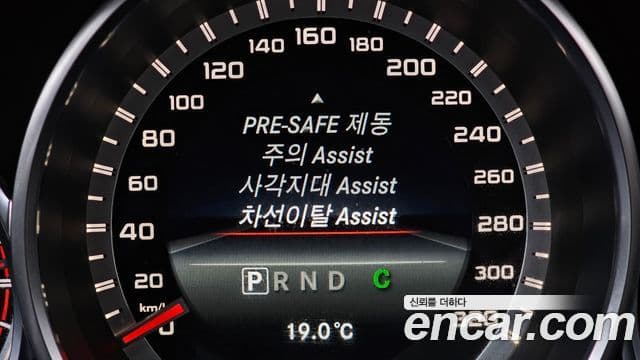 140 160 180
120 200
100 220
80 240
60 260
40 280
20 300
km/h
0
PRE-SAFE 제동
주의 Assist
사각지대 Assist
차선이탈 Assist
P R N D C
19.0°C
신뢰를 더하다
encar.com